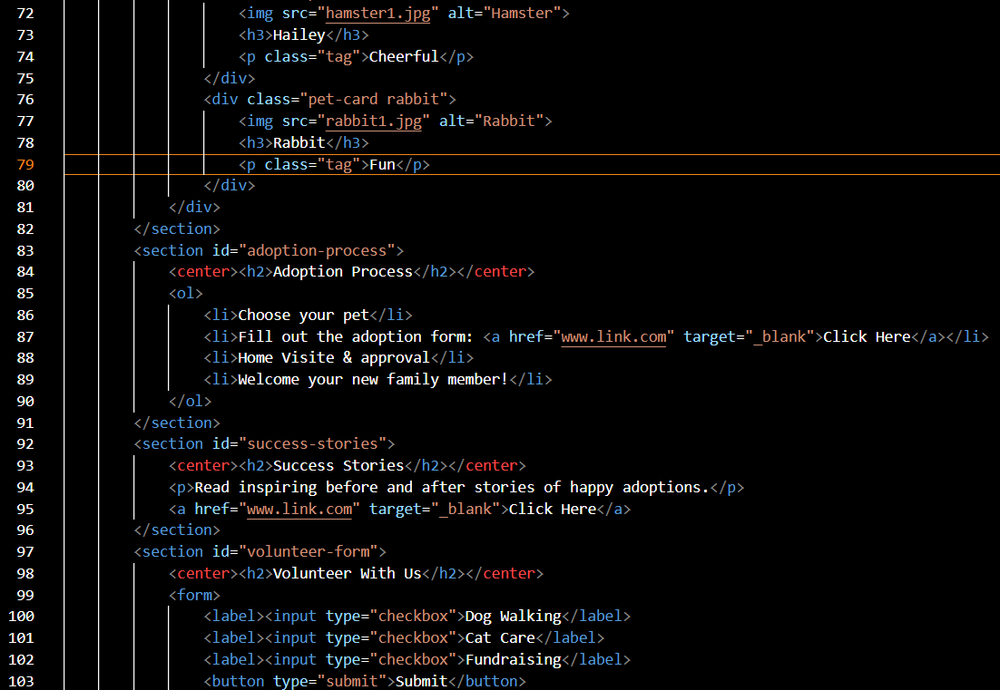 72 <img src="hamster1.jpg" alt="Hamster">
73 <h3>Hailey</h3>
74 <p class="tag">Cheerful</p>
75 </div>
76 <div class="pet-card rabbit">
77 <img src="rabbit1.jpg" alt="Rabbit">
78 <h3>Rabbit</h3>
79 <p class="tag">Fun</p>
80 </div>
81 </div>
82 </section>
83 <section id="adoption-process">
84 <center><h2>Adoption Process</h2></center>
85 <ol>
86 <li>Choose your pet</li>
87 <li>Fill out the adoption form: <a href="www.link.com" target="_blank">Click Here</a></li>
88 <li>Home Visite & approval</li>
89 <li>Welcome your new family member!</li>
90 </ol>
91 </section>
92 <section id="success-stories">
93 <center><h2>Success Stories</h2></center>
94 <p>Read inspiring before and after stories of happy adoptions.</p>
95 <a href="www.link.com" target="_blank">Click Here</a>
96 </section>
97 <section id="volunteer-form">
98 <center><h2>Volunteer With Us</h2></center>
99 <form>
100 <label><input type="checkbox">Dog Walking</label>
101 <label><input type="checkbox">Cat Care</label>
102 <label><input type="checkbox">Fundraising</label>
103 <button type="submit">Submit</button>